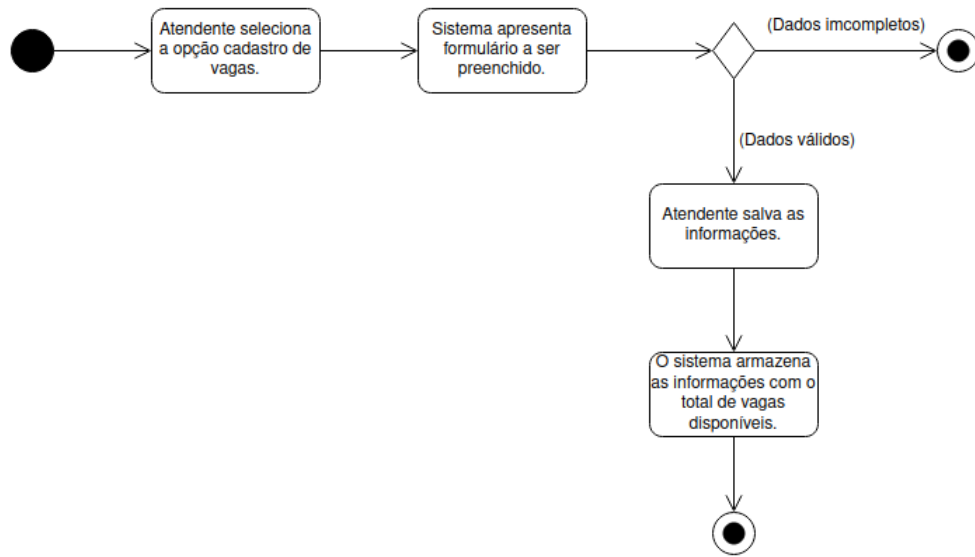 Atendente seleciona
a opção cadastro de
vagas.
Sistema apresenta
formulário a ser
preenchido.
(Dados imcompletos)
(Dados válidos)
Atendente salva as
informações.
O sistema armazena
as informações com o
total de vagas
disponíveis.